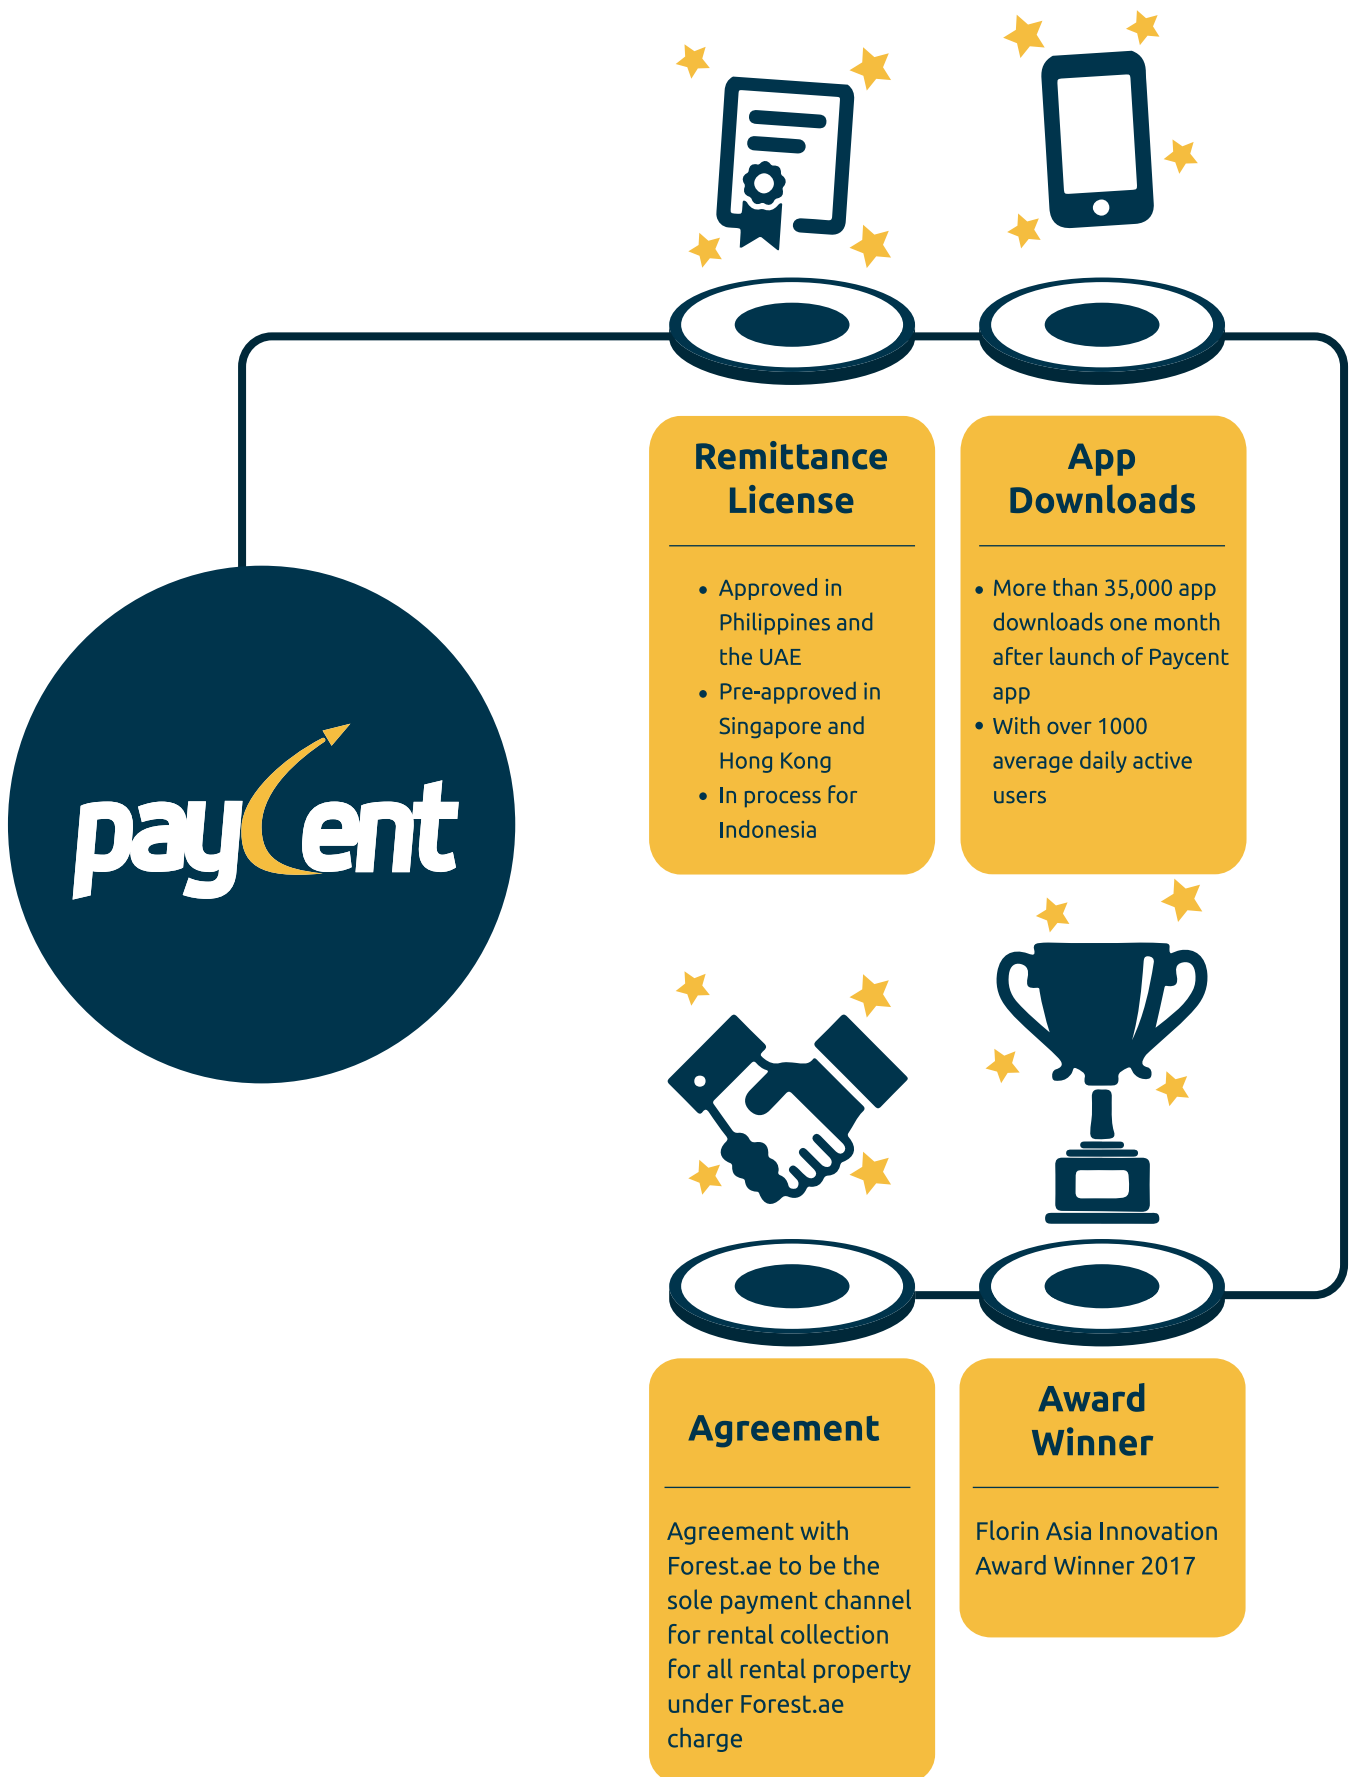 paycent
Remittance
License
• Approved in
Philippines and
the UAE
• Pre-approved in
Singapore and
Hong Kong
• In process for
Indonesia
App
Downloads
• More than 35,000 app
downloads one month
after launch of Paycent
app
• With over 1000
average daily active
users
Agreement
Agreement with
Forest.ae to be the
sole payment channel
for rental collection
for all rental property
under Forest.ae
charge
Award
Winner
Florin Asia Innovation
Award Winner 2017